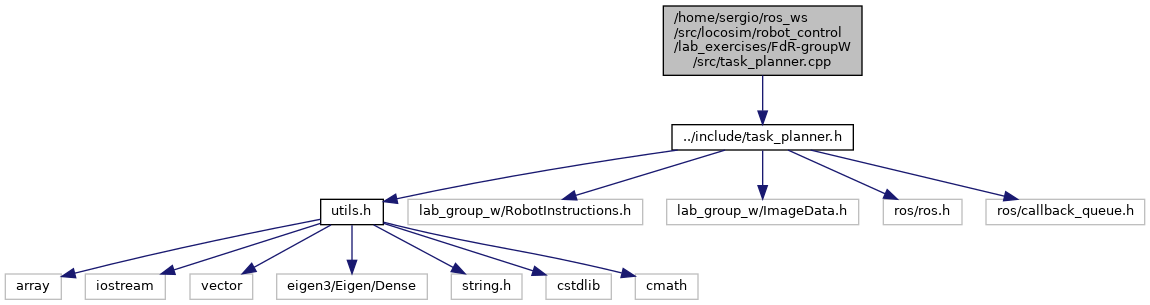 /home/sergio/ros_ws
/src/locosim/robot_control
/lab_exercises/FdR-groupW
/src/task_planner.cpp
../include/task_planner.h
utils.h
lab_group_w/RobotInstructions.h
lab_group_w/ImageData.h
ros/ros.h
ros/callback_queue.h
array
iostream
vector
eigen3/Eigen/Dense
string.h
cstdlib
cmath